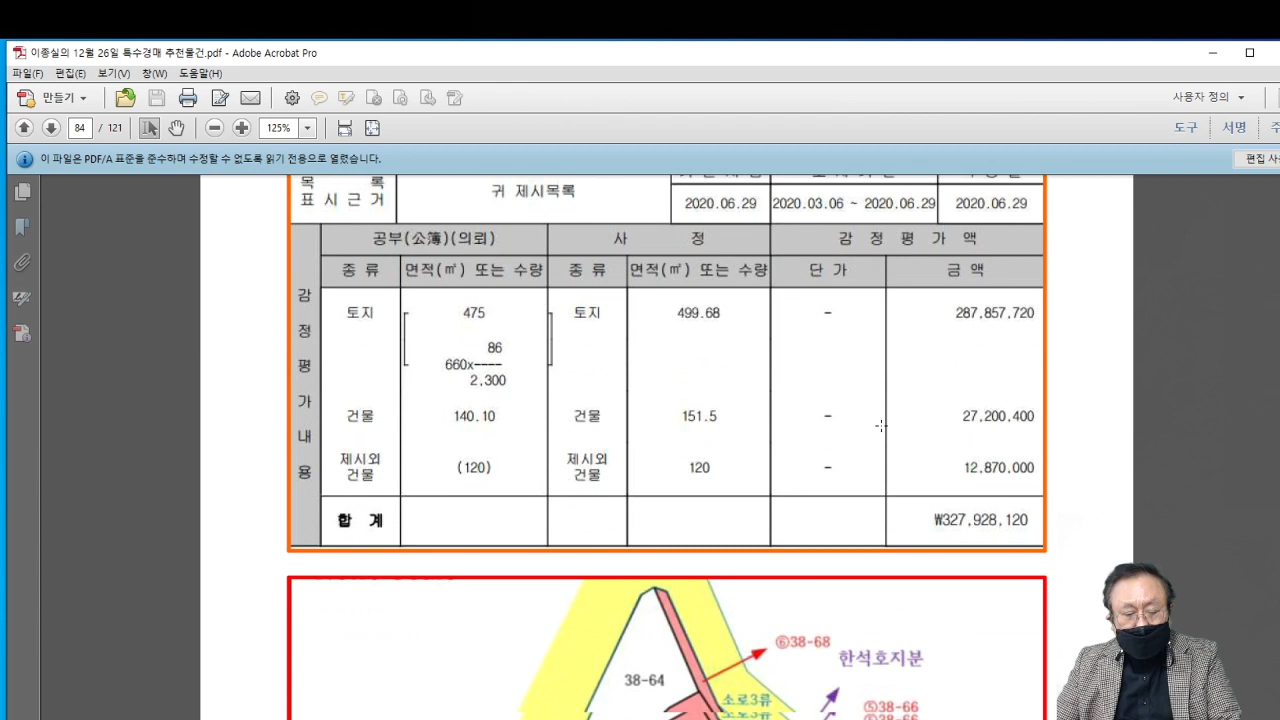 이종실의 12월 26일 특수경매 추천물건.pdf - Adobe Acrobat Pro
파일(F) 편집(E) 보기(V) 창(W) 도움말(H)
만들기 사용자 정의
84 / 121 125% 도구 서명
이 파일은 PDF/A 표준을 준수하며 수정할 수 없도록 읽기 전용으로 열렸습니다. 편집
목 록
표 시 근 거
귀 제시목록
2020.06.29 2020.03.06 ~ 2020.06.29 2020.06.29
감 정 평 가 내 용
공부(公簿)(의뢰) 사 정 감 정 평 가 액
종 류 면적(㎡) 또는 수량 종 류 면적(㎡) 또는 수량 단 가 금 액
토지 475 토지 499.68 - 287,857,720
86
660x----
2,300
건물 140.10 건물 151.5 - 27,200,400
제시외 건물 (120) 제시외 건물 120 - 12,870,000
합 계 ₩327,928,120
⑥38-68
한석호지분
38-64
소로3류
⑤38-66